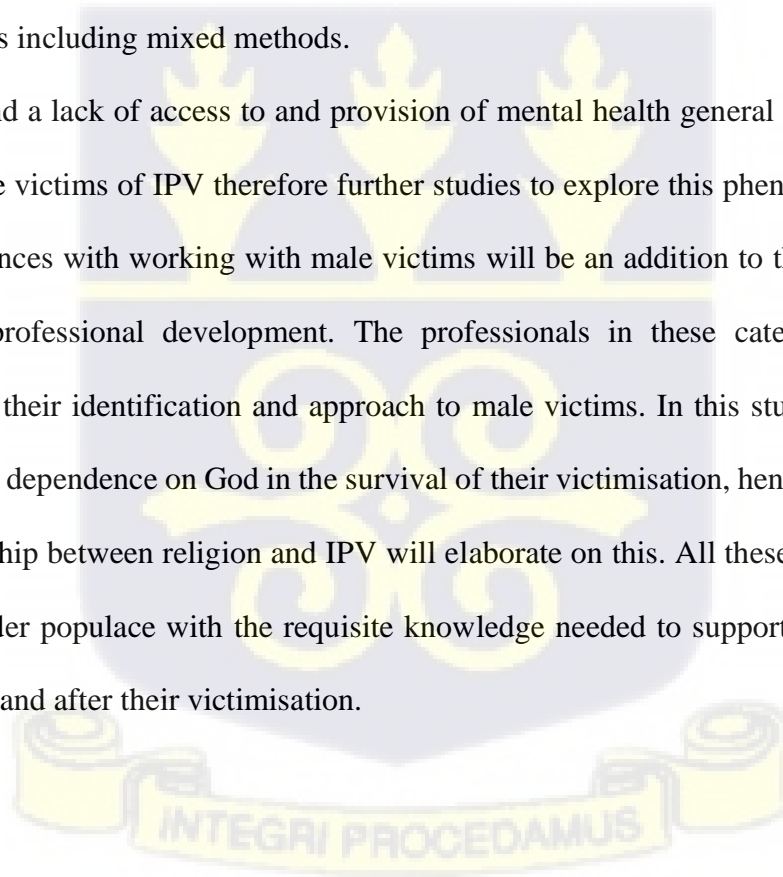 s including mixed methods.
nd a lack of access to and provision of mental health general
e victims of IPV therefore further studies to explore this phen
nces with working with male victims will be an addition to t
professional development. The professionals in these cate
their identification and approach to male victims. In this stu
dependence on God in the survival of their victimisation, hen
hip between religion and IPV will elaborate on this. All these
der populace with the requisite knowledge needed to support
and after their victimisation.
INTEGRI PROCEDAMUS